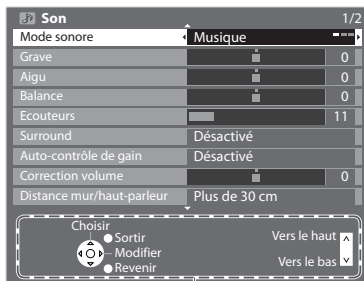 Son 1/2
Mode sonore Musique
Grave 0
Aigu 0
Balance 0
Ecouteurs 11
Surround Désactivé
Auto-contrôle de gain Désactivé
Correction volume 0
Distance mur/haut-parleur Plus de 30 cm
Choisir
Sortir
Modifier
Revenir
Vers le haut
Vers le bas